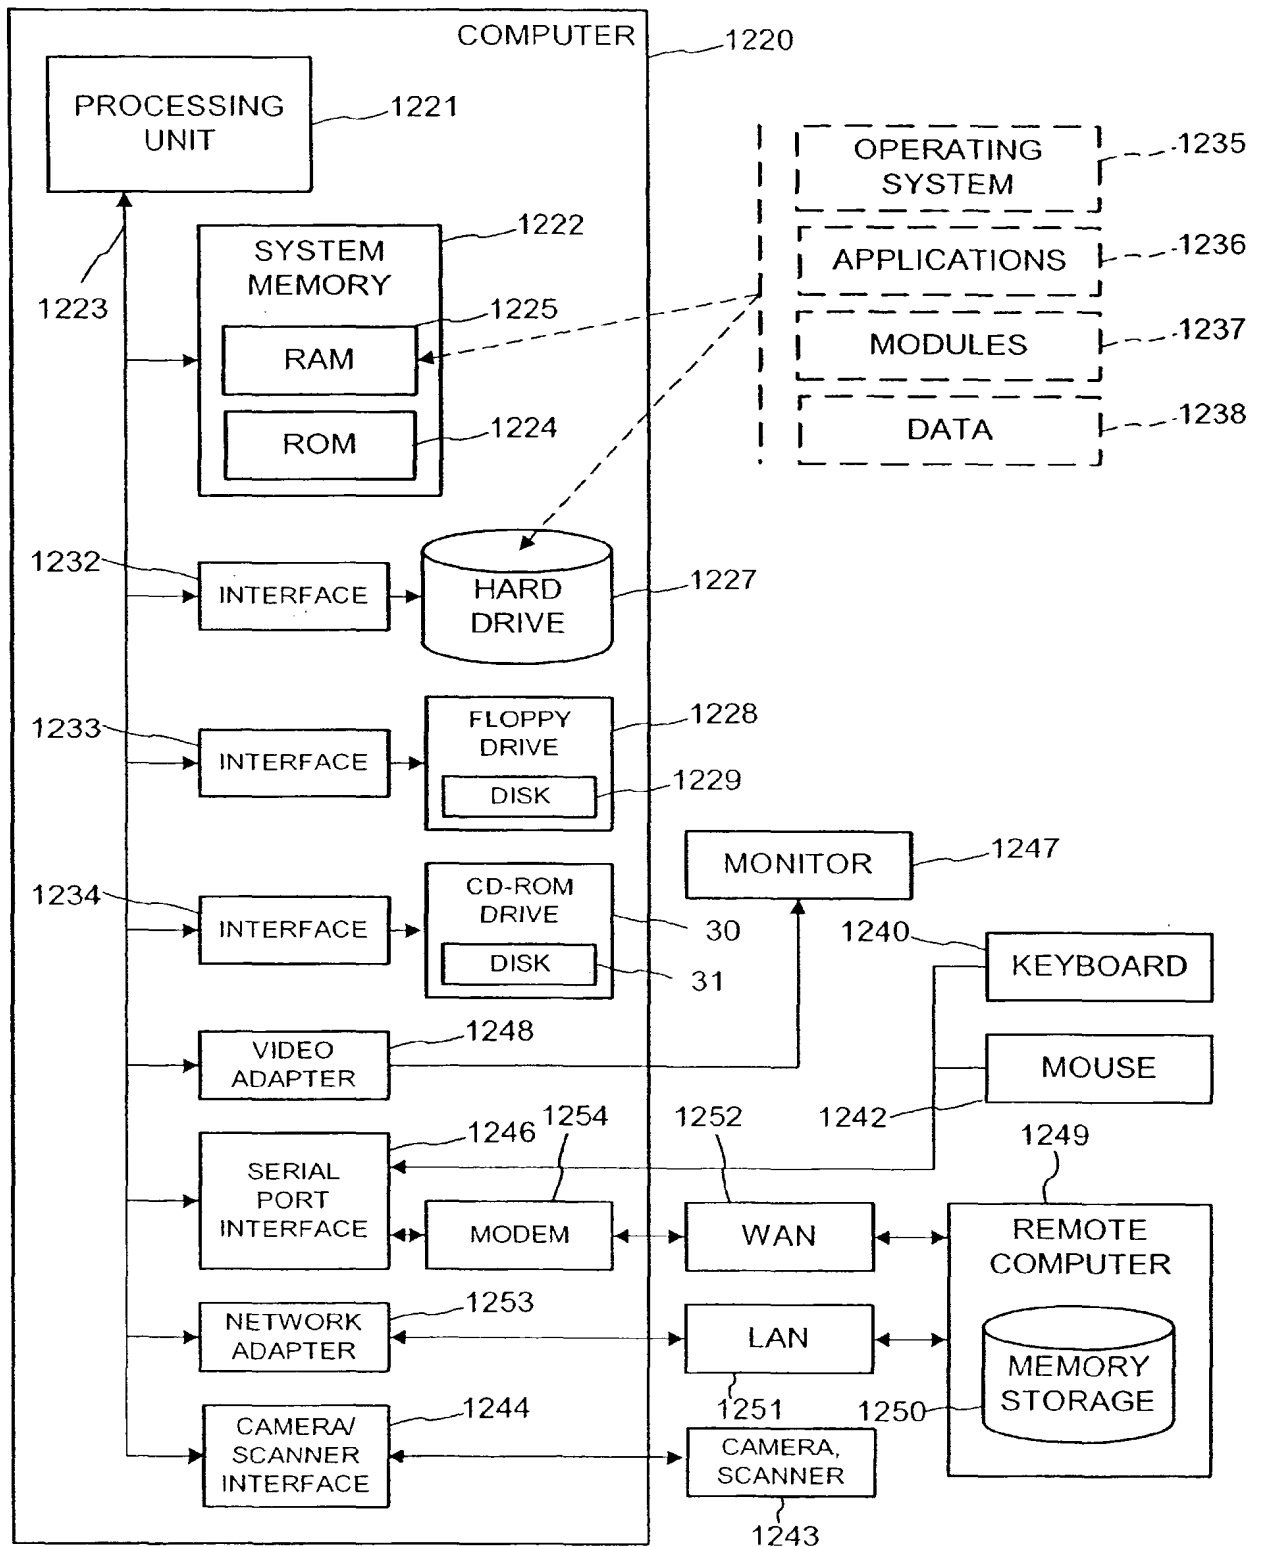 COMPUTER
1220
PROCESSING
UNIT
1221
1223
SYSTEM
MEMORY
1222
RAM
1225
ROM
1224
OPERATING
SYSTEM
1235
APPLICATIONS
1236
MODULES
1237
DATA
1238
1232
INTERFACE
HARD
DRIVE
1227
1233
INTERFACE
FLOPPY
DRIVE
1228
DISK
1229
1234
INTERFACE
CD-ROM
DRIVE
30
DISK
31
MONITOR
1247
1240
KEYBOARD
MOUSE
1242
VIDEO
ADAPTER
1248
1246
SERIAL
PORT
INTERFACE
1254
MODEM
1252
WAN
1249
REMOTE
COMPUTER
MEMORY
STORAGE
1250
NETWORK
ADAPTER
1253
LAN
1251
CAMERA/
SCANNER
INTERFACE
1244
CAMERA,
SCANNER
1243